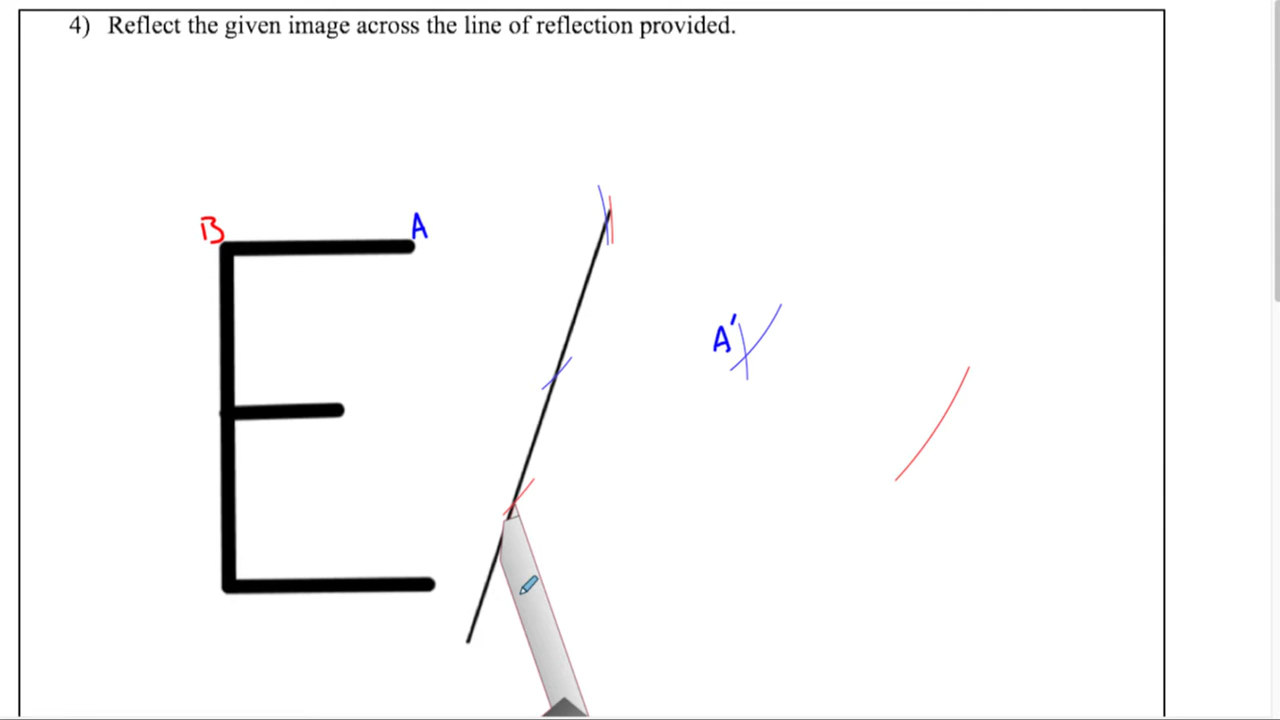 4) Reflect the given image across the line of reflection provided.
B A
A'